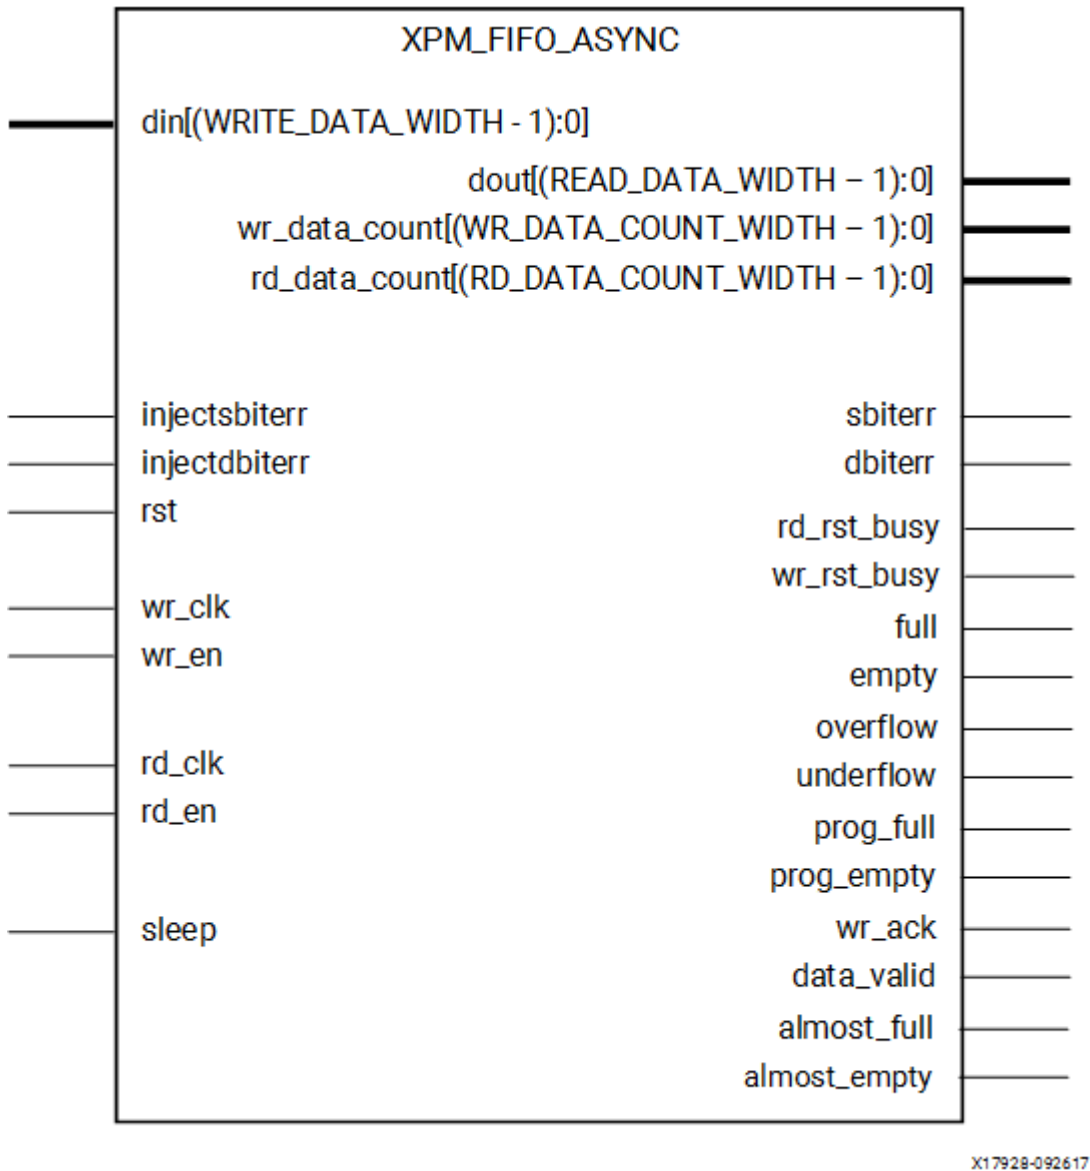 XPM_FIFO_ASYNC
din[(WRITE_DATA_WIDTH - 1):0]
dout[(READ_DATA_WIDTH – 1):0]
wr_data_count[(WR_DATA_COUNT_WIDTH – 1):0]
rd_data_count[(RD_DATA_COUNT_WIDTH – 1):0]
injectsbiterr
sbiterr
injectdbiterr
dbiterr
rst
rd_rst_busy
wr_rst_busy
wr_clk
full
wr_en
empty
overflow
rd_clk
underflow
rd_en
prog_full
prog_empty
sleep
wr_ack
data_valid
almost_full
almost_empty
X17928-092617